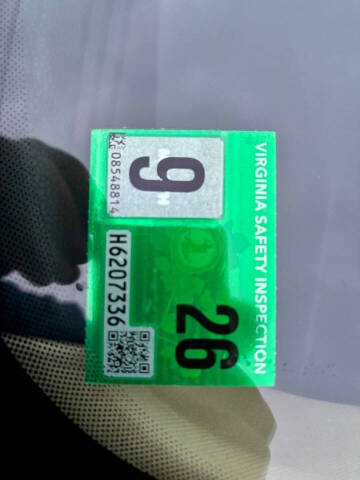 VIRGINIA SAFETY INSPECTION
9
26
08548814
H6207336